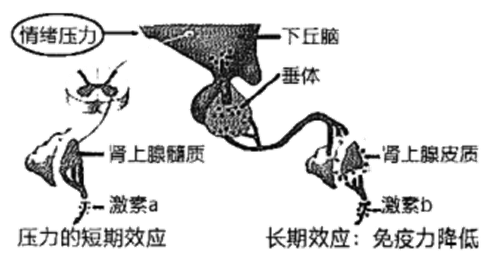 情绪压力
下丘脑
垂体
肾上腺髓质
肾上腺皮质
激素a
激素b
压力的短期效应
长期效应：免疫力降低